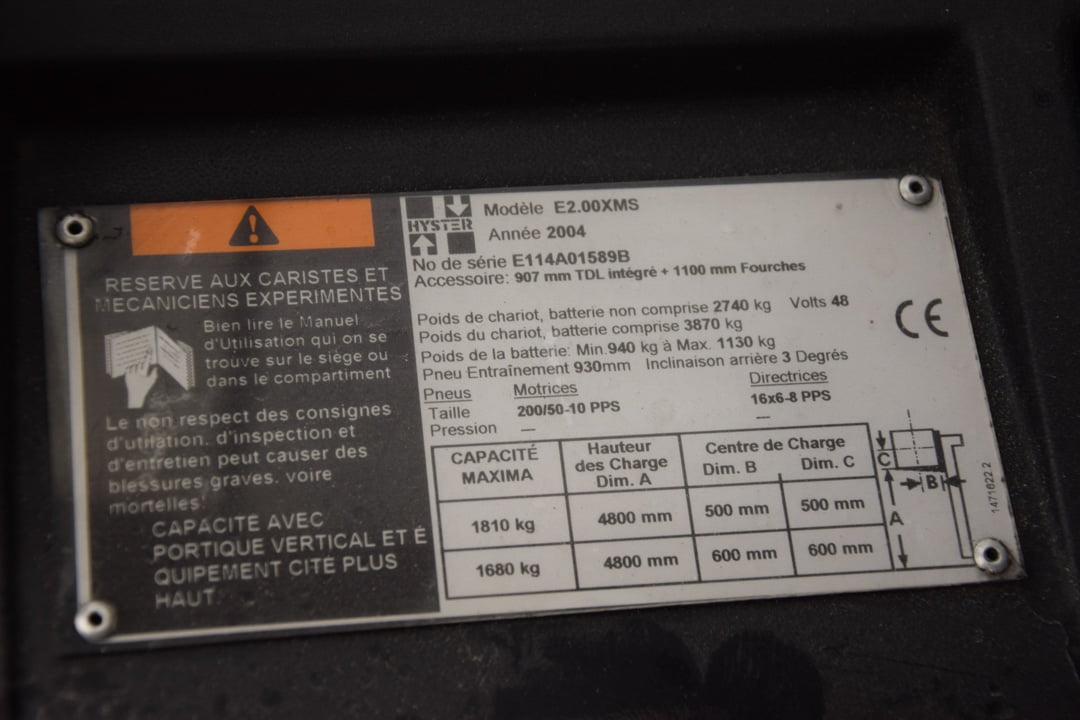 RESERVE AUX CARISTES ET
MECANICIENS EXPERIMENTES
Bien lire le Manuel
d'Utilisation qui on se
trouve sur le siège ou
dans le compartiment
Le non respect des consignes
d'utilation. d'inspection et
d'entretien peut causer des
blessures graves. voire
mortelles!
CAPACITÉ AVEC
PORTIQUE VERTICAL ET É
QUIPEMENT CITÉ PLUS
HAUT.
HYSTER
Modèle E2.00XMS
Année 2004
No de série E114A01589B
Accessoire: 907 mm TDL intégré + 1100 mm Fourches
Poids de chariot, batterie non comprise 2740 kg Volts 48
Poids du chariot, batterie comprise 3870 kg
Poids de la batterie: Min. 940 kg à Max. 1130 kg
Pneu Entraînement 930mm Inclinaison arrière 3 Degrés
Pneus Motrices Directrices
Taille 200/50-10 PPS 16x6-8 PPS
Pression — —
CAPACITÉ MAXIMA Hauteur des Charge Dim. A Centre de Charge Dim. B Dim. C
1810 kg 4800 mm 500 mm 500 mm
1680 kg 4800 mm 600 mm 600 mm
CE
C
B
A
1471622 2